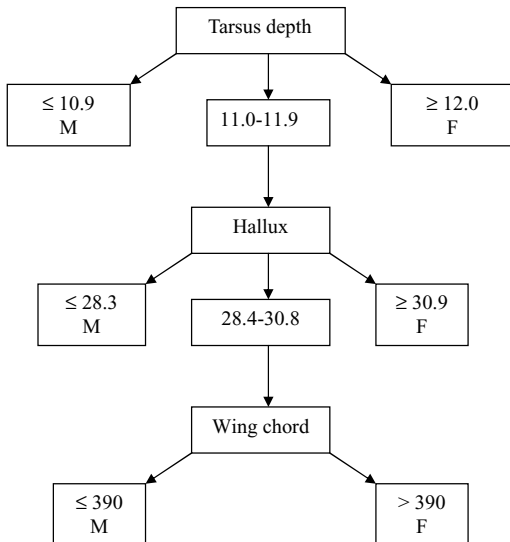 Tarsus depth
≤ 10.9
M
11.0-11.9
≥ 12.0
F
Hallux
≤ 28.3
M
28.4-30.8
≥ 30.9
F
Wing chord
≤ 390
M
> 390
F